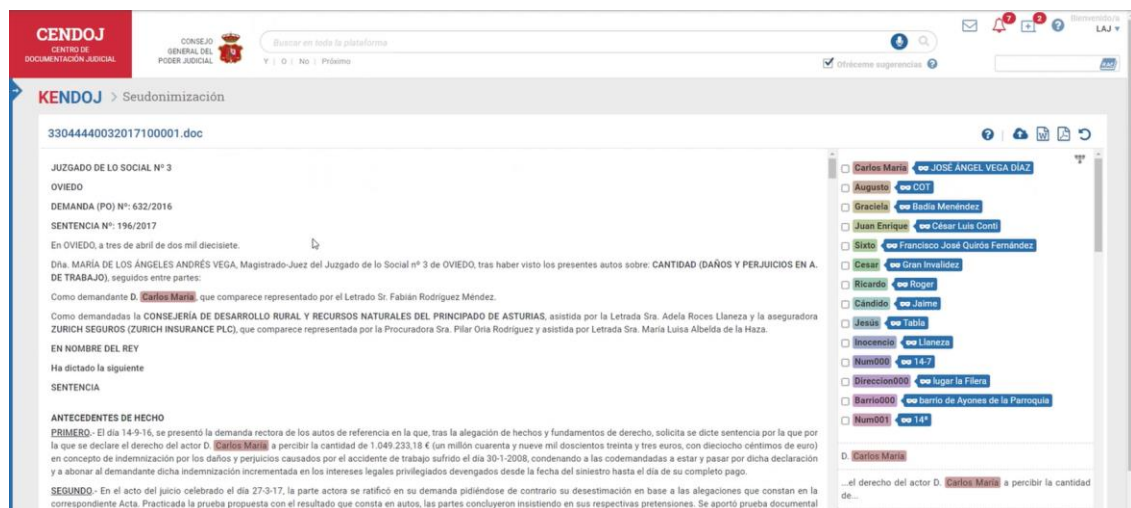 CENDOJ
CENTRO DE
DOCUMENTACIÓN JUDICIAL
CONSEJO
GENERAL DEL
PODER JUDICIAL
Buscar en toda la plataforma
Y | O | No | Próximo
Ofréceme sugerencias
7
2
Bienvenido/a
LAJ
KENDOJ > Seudonimización
33044440032017100001.doc
JUZGADO DE LO SOCIAL Nº 3
OVIEDO
DEMANDA (PO) Nº: 632/2016
SENTENCIA Nº: 196/2017
En OVIEDO, a tres de abril de dos mil diecisiete.
Dña. MARÍA DE LOS ÁNGELES ANDRÉS VEGA, Magistrado-Juez del Juzgado de lo Social nº 3 de OVIEDO, tras haber visto los presentes autos sobre: CANTIDAD (DAÑOS Y PERJUICIOS EN A.
DE TRABAJO), seguidos entre partes:
Como demandante D. Carlos María, que comparece representado por el Letrado Sr. Fabián Rodríguez Méndez.
Como demandadas la CONSEJERÍA DE DESARROLLO RURAL Y RECURSOS NATURALES DEL PRINCIPADO DE ASTURIAS, asistida por la Letrada Sra. Adela Roces Llaneza y la aseguradora
ZURICH SEGUROS (ZURICH INSURANCE PLC), que comparece representada por la Procuradora Sra. Pilar Oria Rodríguez y asistida por Letrada Sra. María Luisa Albelda de la Haza.
EN NOMBRE DEL REY
Ha dictado la siguiente
SENTENCIA
ANTECEDENTES DE HECHO
PRIMERO.- El día 14-9-16, se presentó la demanda rectora de los autos de referencia en la que, tras la alegación de hechos y fundamentos de derecho, solicita se dicte sentencia por la que por
la que se declare el derecho del actor D. Carlos María a percibir la cantidad de 1.049.233,18 € (un millón cuarenta y nueve mil doscientos treinta y tres euros, con dieciocho céntimos de euro)
en concepto de indemnización por los daños y perjuicios causados por el accidente de trabajo sufrido el día 30-1-2008, condenando a las codemandadas a estar y pasar por dicha declaración
y a abonar al demandante dicha indemnización incrementada en los intereses legales privilegiados devengados desde la fecha del siniestro hasta el día de su completo pago.
SEGUNDO.- En el acto del juicio celebrado el día 27-3-17, la parte actora se ratificó en su demanda pidiéndose de contrario su desestimación en base a las alegaciones que constan en la
correspondiente Acta. Practicada la prueba propuesta con el resultado que consta en autos, las partes concluyeron insistiendo en sus respectivas pretensiones. Se aportó prueba documental
Carlos María JOSÉ ÁNGEL VEGA DÍAZ
Augusto COT
Graciela Badía Menéndez
Juan Enrique César Luis Conti
Sixto Francisco José Quirós Fernández
Cesar Gran Invalidez
Ricardo Roger
Cándido Jaime
Jesús Tabla
Inocencio Llaneza
Num000 14-7
Direccion000 lugar la Filera
Barrio000 barrio de Ayones de la Parroquia
Num001 14ª
D. Carlos María
...el derecho del actor D. Carlos María a percibir la cantidad
de...